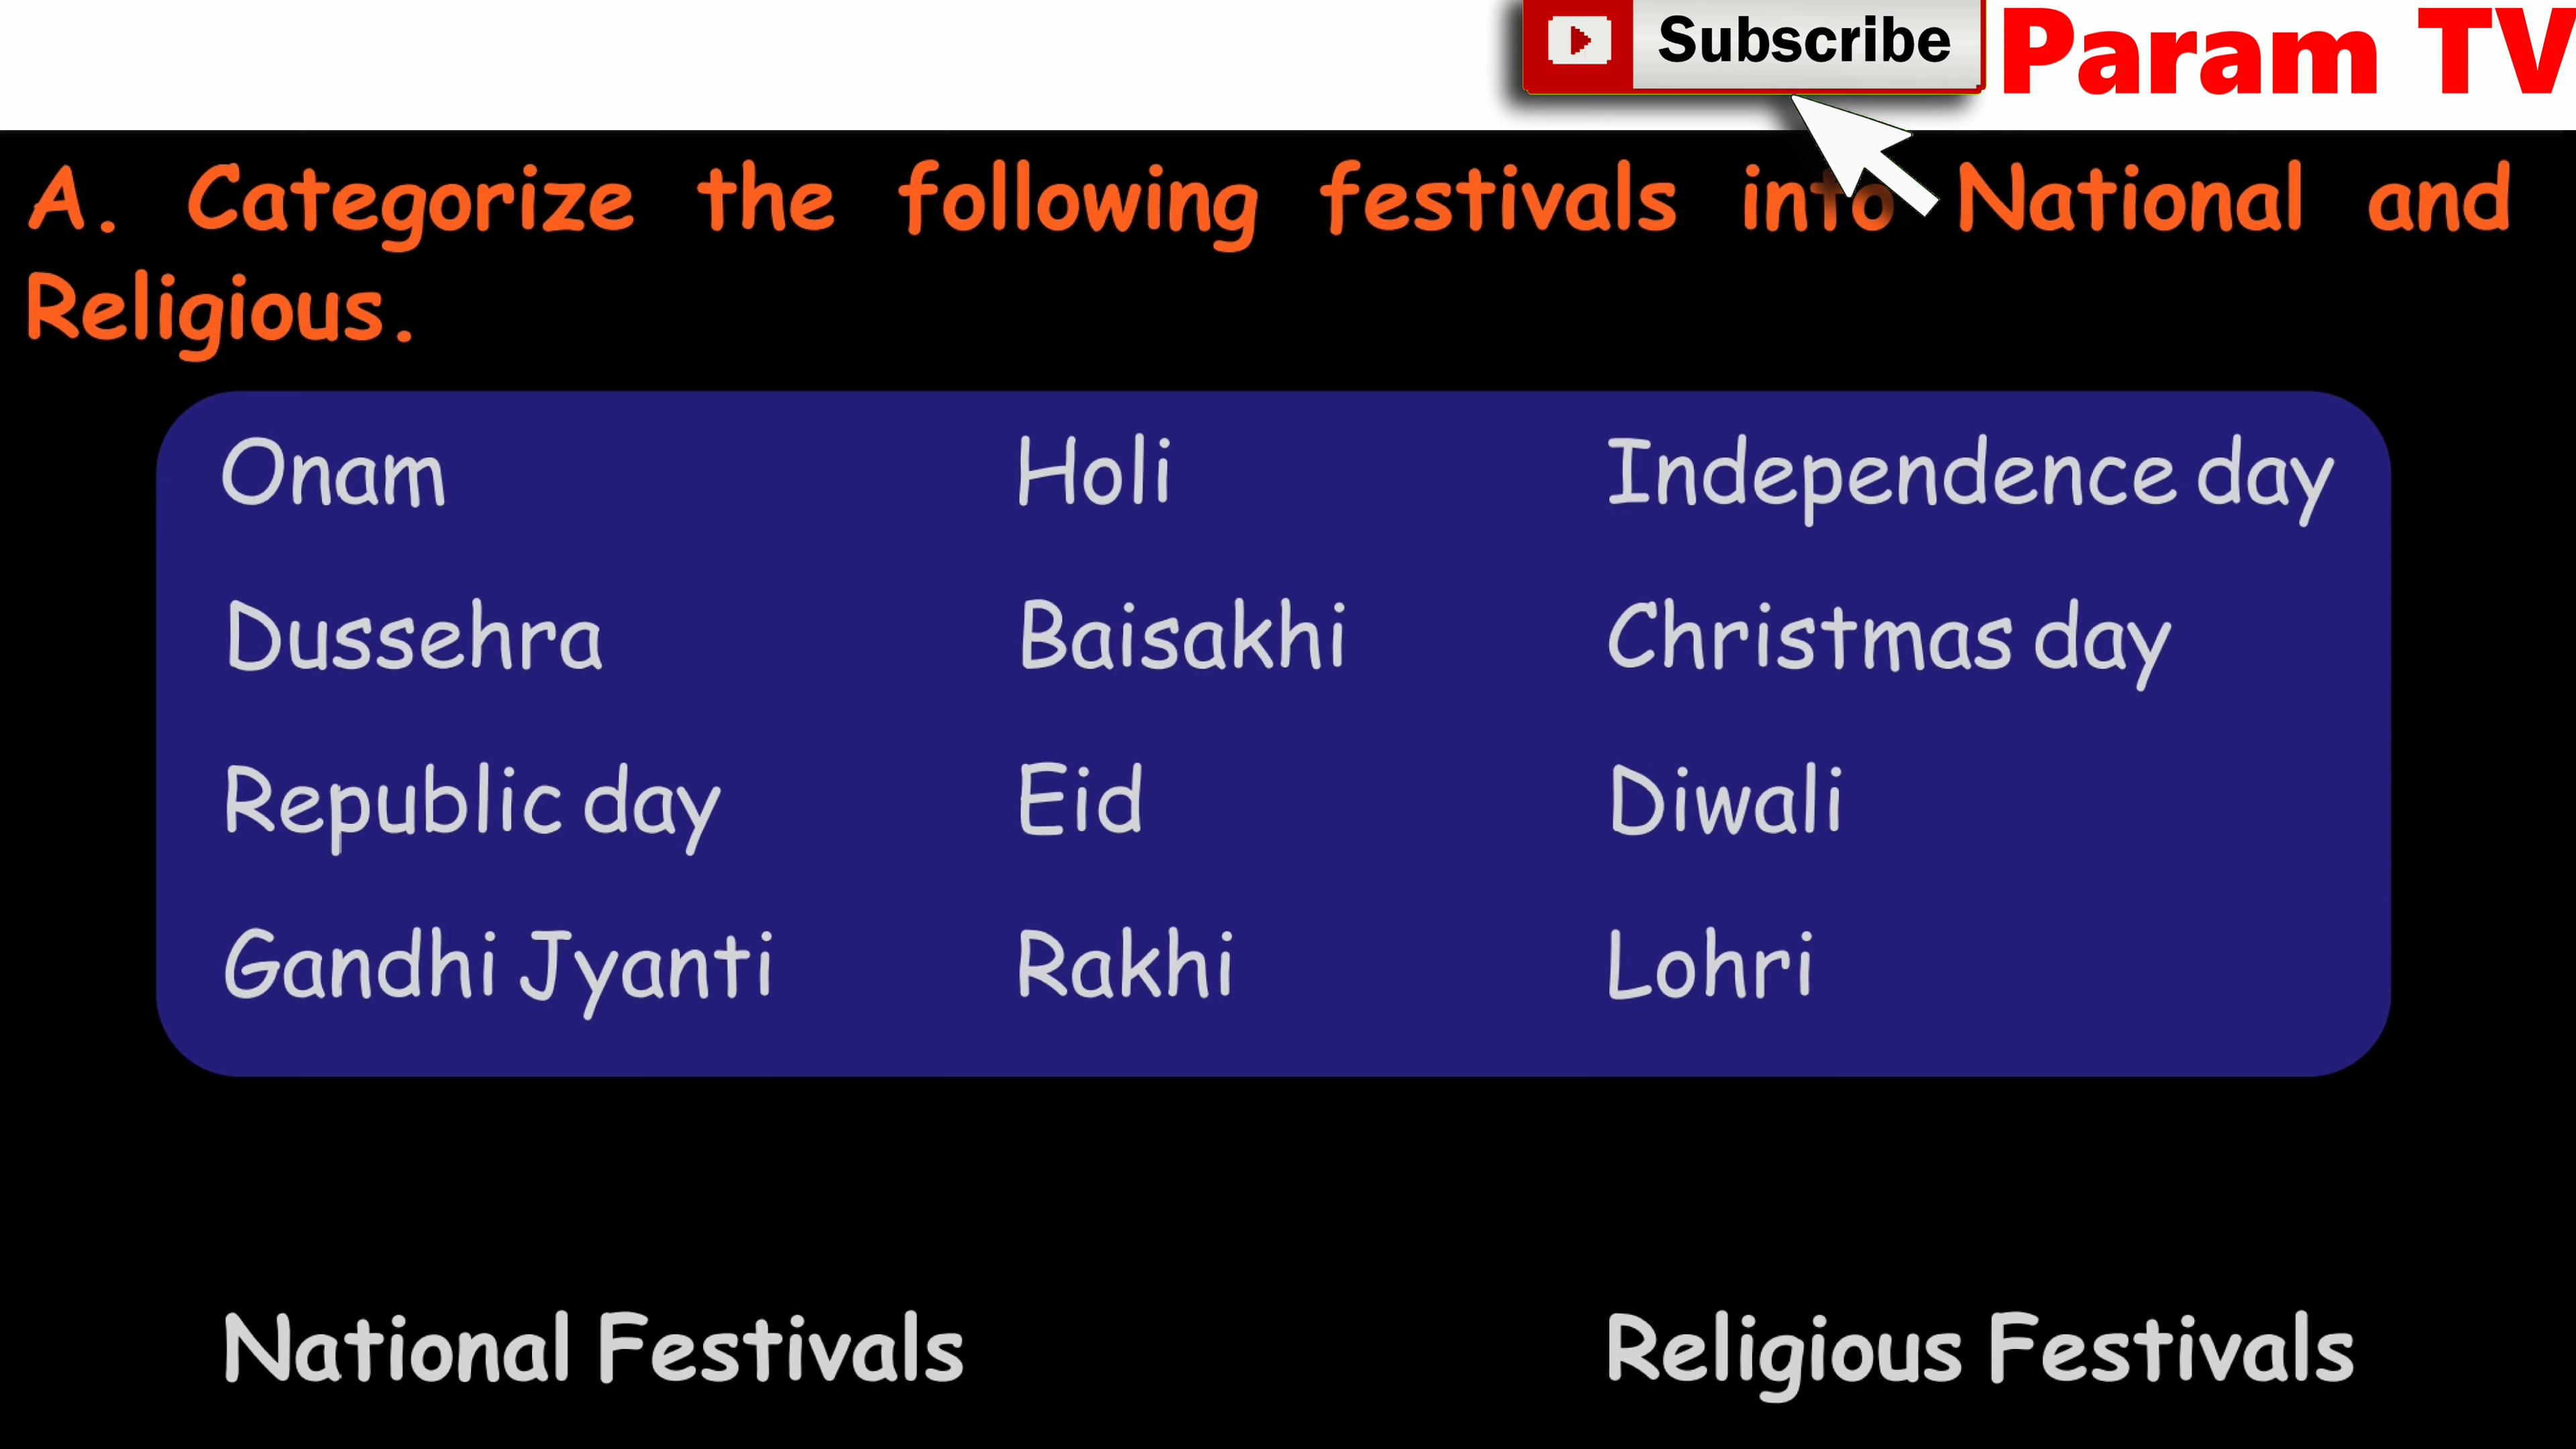 Subscribe Param TV
A. Categorize the following festivals into National and
Religious.
Onam Holi Independence day
Dussehra Baisakhi Christmas day
Republic day Eid Diwali
Gandhi Jyanti Rakhi Lohri
National Festivals Religious Festivals